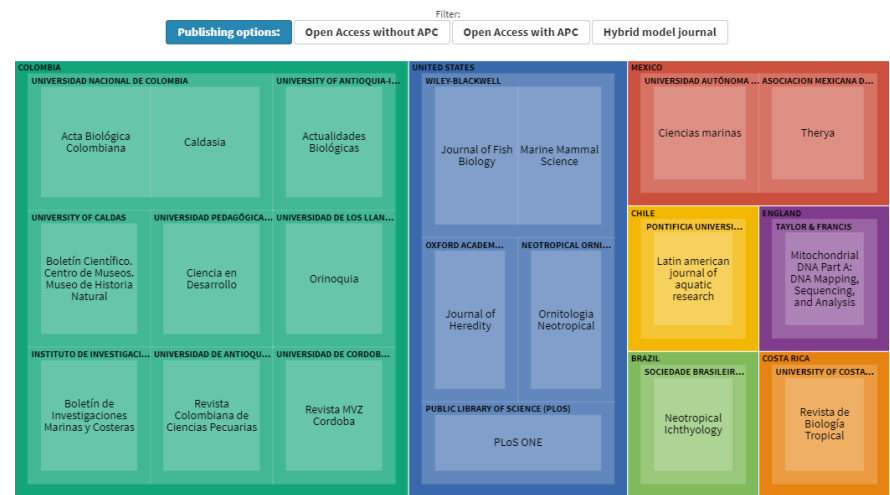 Filter:
Publishing options:
Open Access without APC
Open Access with APC
Hybrid model journal
COLOMBIA
UNIVERSIDAD NACIONAL DE COLOMBIA
Acta Biológica
Colombiana
Caldasia
UNIVERSITY OF ANTIOQUIA-I...
Actualidades
Biológicas
UNIVERSITY OF CALDAS
Boletín Científico.
Centro de Museos.
Museo de Historia
Natural
UNIVERSIDAD PEDAGÓGICA...
Ciencia en
Desarrollo
UNIVERSIDAD DE LOS LLAN...
Orinoquia
INSTITUTO DE INVESTIGACI...
Boletín de
Investigaciones
Marinas y Costeras
UNIVERSIDAD DE ANTIOQU...
Revista
Colombiana de
Ciencias Pecuarias
UNIVERSIDAD DE CORDOB...
Revista MVZ
Cordoba
UNITED STATES
WILEY-BLACKWELL
Journal of Fish
Biology
Marine Mammal
Science
OXFORD ACADEM...
Journal of
Heredity
NEOTROPICAL ORNI...
Ornitologia
Neotropical
PUBLIC LIBRARY OF SCIENCE (PLOS)
PLoS ONE
MEXICO
UNIVERSIDAD AUTÓNOMA ...
Ciencias marinas
ASOCIACION MEXICANA D...
Therya
CHILE
PONTIFICIA UNIVERSI...
Latin american
journal of
aquatic
research
ENGLAND
TAYLOR & FRANCIS
Mitochondrial
DNA Part A:
DNA Mapping,
Sequencing,
and Analysis
BRAZIL
SOCIEDADE BRASILEIR...
Neotropical
Ichthyology
COSTA RICA
UNIVERSITY OF COSTA...
Revista de
Biología
Tropical